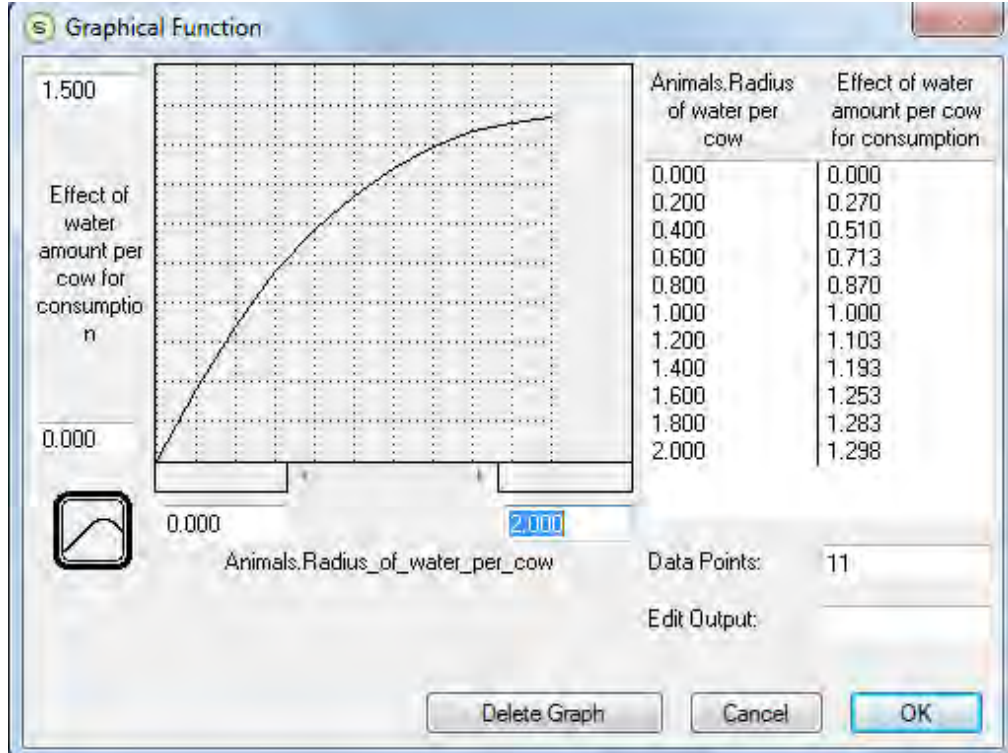 S Graphical Function
1.500
Effect of
water
amount per
cow for
consumptio
n
0.000
0.000
2.000
Animals.Radius_of_water_per_cow
Animals.Radius
of water per
cow
Effect of water
amount per cow
for consumption
0.000 0.000
0.200 0.270
0.400 0.510
0.600 0.713
0.800 0.870
1.000 1.000
1.200 1.103
1.400 1.193
1.600 1.253
1.800 1.283
2.000 1.298
Data Points: 11
Edit Output:
Delete Graph
Cancel
OK